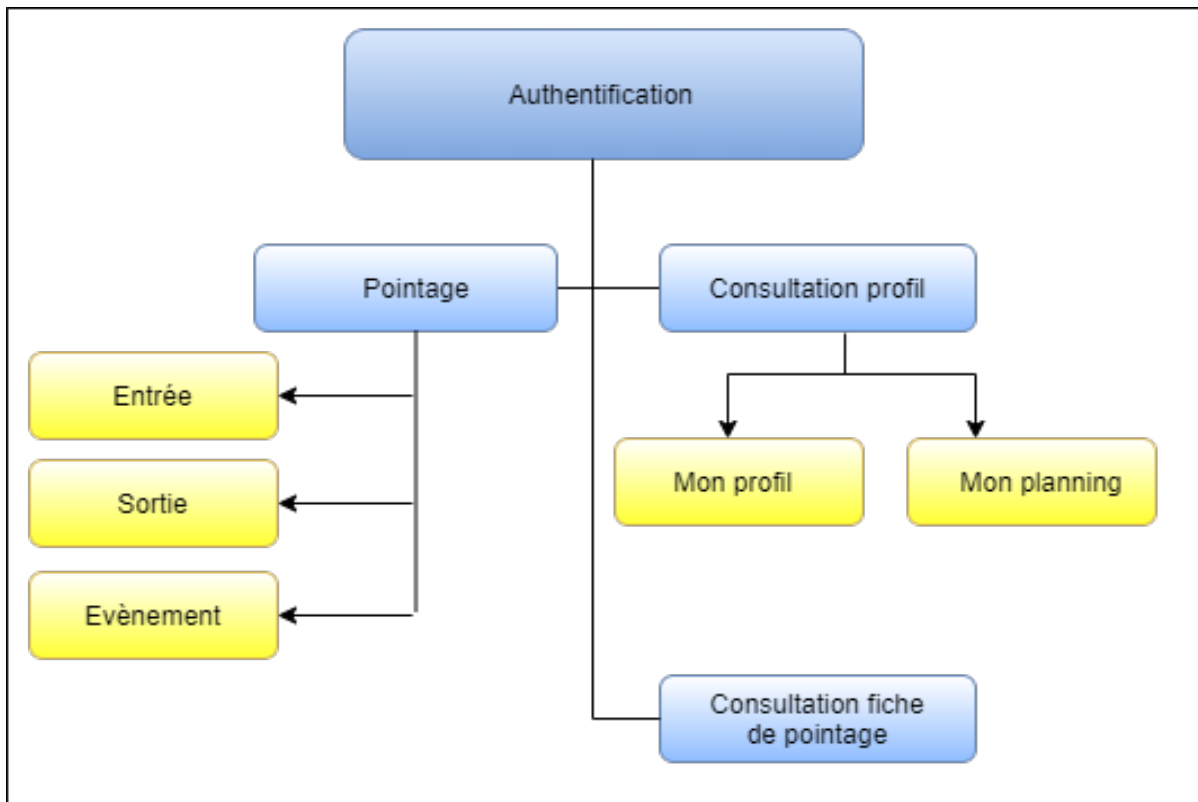 Authentification
Pointage
Consultation profil
Entrée
Sortie
Evènement
Mon profil
Mon planning
Consultation fiche
de pointage